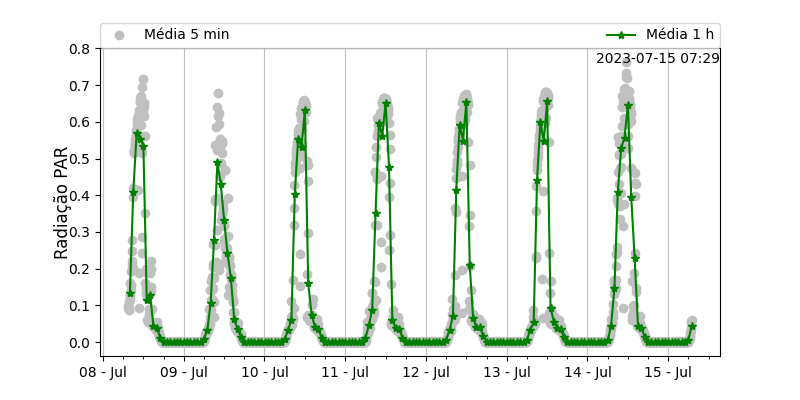 Média 5 min
Média 1 h
2023-07-15 07:29
Radiação PAR
0.8
0.7
0.6
0.5
0.4
0.3
0.2
0.1
0.0
08 - Jul
09 - Jul
10 - Jul
11 - Jul
12 - Jul
13 - Jul
14 - Jul
15 - Jul